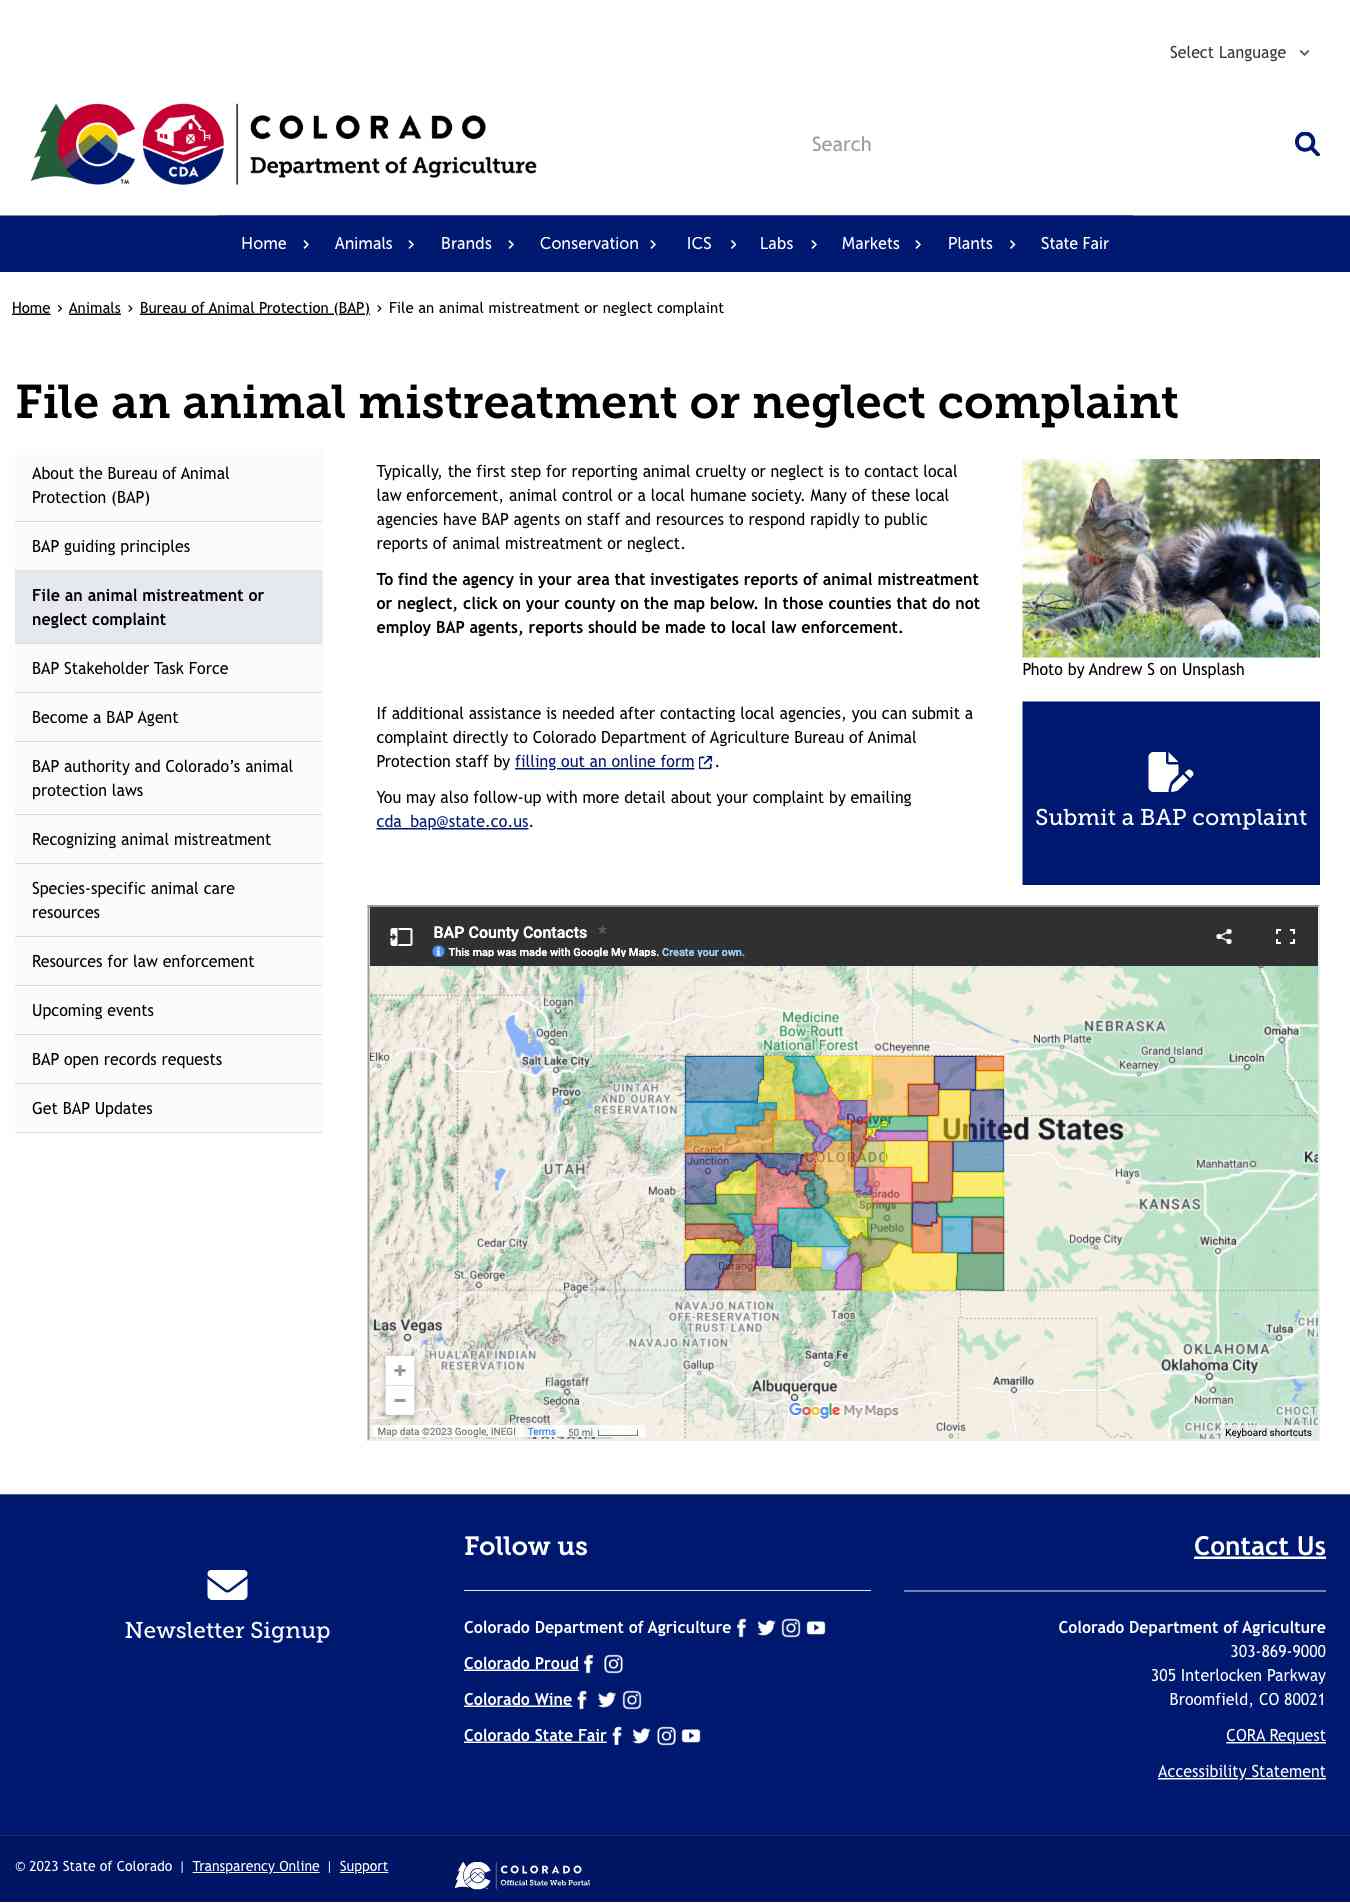 Select Language
COLORADO
Department of Agriculture
CDA
TM
Search
Home Animals Brands Conservation ICS Labs Markets Plants State Fair
Home › Animals › Bureau of Animal Protection (BAP) › File an animal mistreatment or neglect complaint
File an animal mistreatment or neglect complaint
About the Bureau of Animal
Protection (BAP)
BAP guiding principles
File an animal mistreatment or
neglect complaint
BAP Stakeholder Task Force
Become a BAP Agent
BAP authority and Colorado’s animal
protection laws
Recognizing animal mistreatment
Species-specific animal care
resources
Resources for law enforcement
Upcoming events
BAP open records requests
Get BAP Updates
Typically, the first step for reporting animal cruelty or neglect is to contact local
law enforcement, animal control or a local humane society. Many of these local
agencies have BAP agents on staff and resources to respond rapidly to public
reports of animal mistreatment or neglect.
To find the agency in your area that investigates reports of animal mistreatment
or neglect, click on your county on the map below. In those counties that do not
employ BAP agents, reports should be made to local law enforcement.
Photo by Andrew S on Unsplash
If additional assistance is needed after contacting local agencies, you can submit a
complaint directly to Colorado Department of Agriculture Bureau of Animal
Protection staff by filling out an online form .
You may also follow-up with more detail about your complaint by emailing
cda_bap@state.co.us.
Submit a BAP complaint
BAP County Contacts
This map was made with Google My Maps. Create your own.
Logan
Ogden
Elko
Salt Lake City
Provo
UINTAH
AND OURAY
RESERVATION
Medicine
Bow-Routt
National Forest
Cheyenne
NEBRASKA
Omaha
North Platte
Grand Island
Lincoln
Kearney
Denver
United States
COLORADO
Grand
Junction
UTAH
Moab
Colorado
Springs
Pueblo
Hays
Manhattan
Ka
KANSAS
Cedar City
Dodge City
Wichita
Durang
St. George
Page
NAVAJO NATION
OFF-RESERVATION
TRUST LAND
Taos
Las Vegas
NAVAJO NATION
Tulsa
CHE
N
HUALAPAI INDIAN
RESERVATION
Gallup
Santa Fe
OKLAHOMA
Oklahoma City
Flagstaff
Albuquerque
Amarillo
Sedona
Norman
CHOCT
NATIO
Google My Maps
Prescott
Clovis
ARIZONA
Map data ©2023 Google, INEGI Terms 50 mi
Keyboard shortcuts
Newsletter Signup
Follow us
Colorado Department of Agriculture
Colorado Proud
Colorado Wine
Colorado State Fair
Contact Us
Colorado Department of Agriculture
303-869-9000
305 Interlocken Parkway
Broomfield, CO 80021
CORA Request
Accessibility Statement
© 2023 State of Colorado | Transparency Online | Support
COLORADO
Official State Web Portal